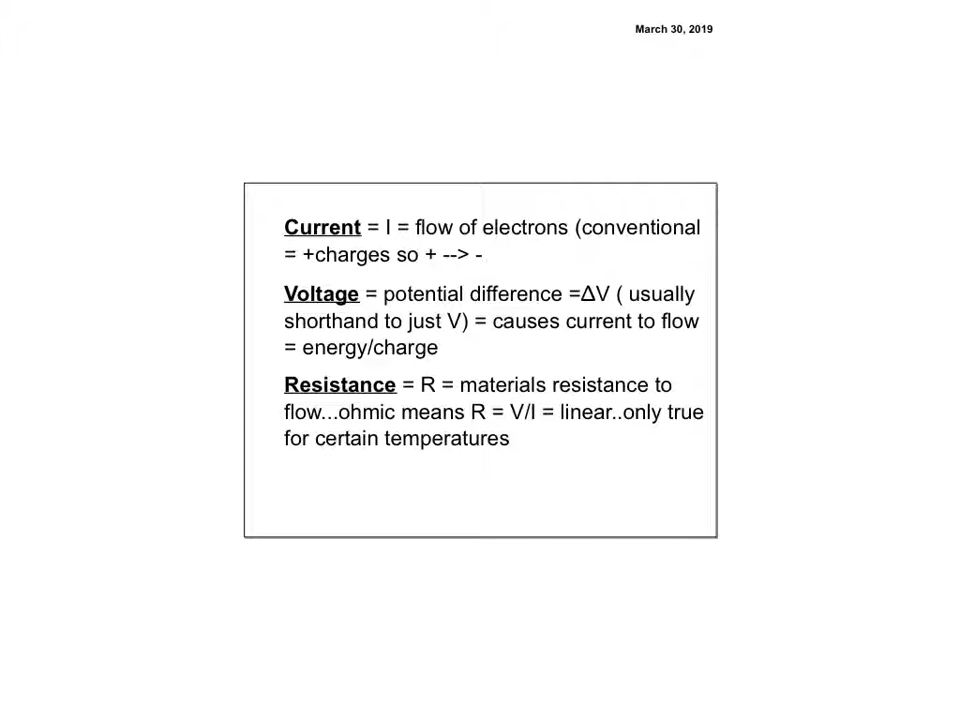 March 30, 2019
Current = I = flow of electrons (conventional
= +charges so + --> -
Voltage = potential difference =ΔV ( usually
shorthand to just V) = causes current to flow
= energy/charge
Resistance = R = materials resistance to
flow...ohmic means R = V/I = linear..only true
for certain temperatures